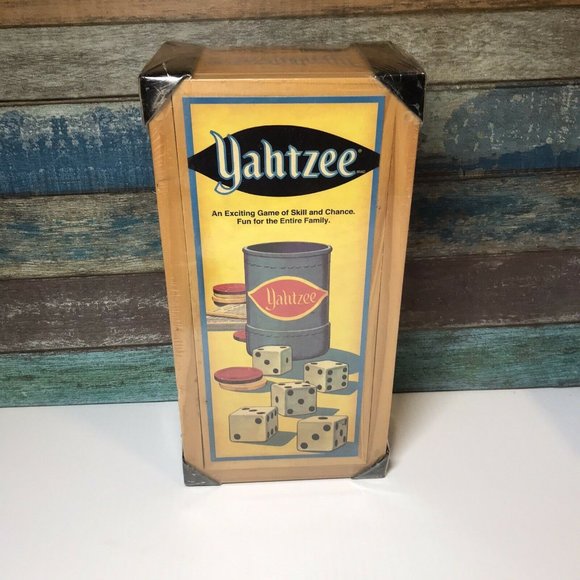 Yahtzee®
An Exciting Game of Skill and Chance.
Fun for the Entire Family.
Yahtzee